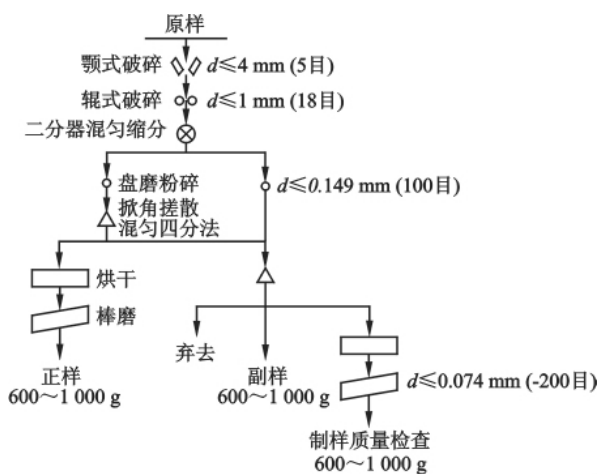 原样
颚式破碎 d≤4 mm (5目)
辊式破碎 d≤1 mm (18目)
二分器混匀缩分
盘磨粉碎 d≤0.149 mm (100目)
掀角搓散
混匀四分法
烘干
棒磨
弃去
正样
600～1 000 g
副样
600～1 000 g
d≤0.074 mm (-200目)
制样质量检查
600～1 000 g